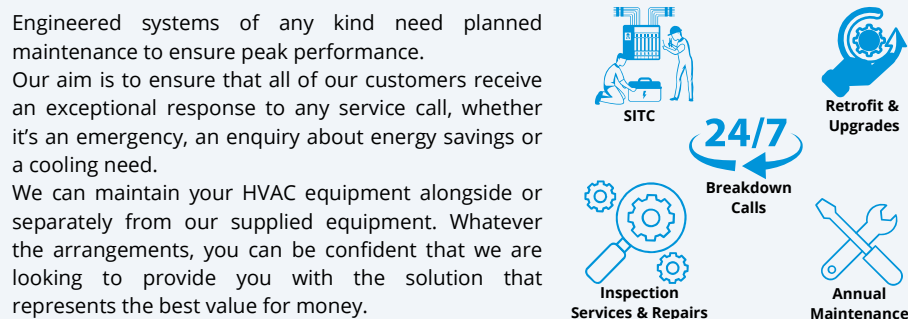 Engineered systems of any kind need planned
maintenance to ensure peak performance.
Our aim is to ensure that all of our customers receive
an exceptional response to any service call, whether
it’s an emergency, an enquiry about energy savings or
a cooling need.
We can maintain your HVAC equipment alongside or
separately from our supplied equipment. Whatever
the arrangements, you can be confident that we are
looking to provide you with the solution that
represents the best value for money.
SITC
Retrofit &
Upgrades
24/7
Breakdown
Calls
Inspection
Services & Repairs
Annual
Maintenance